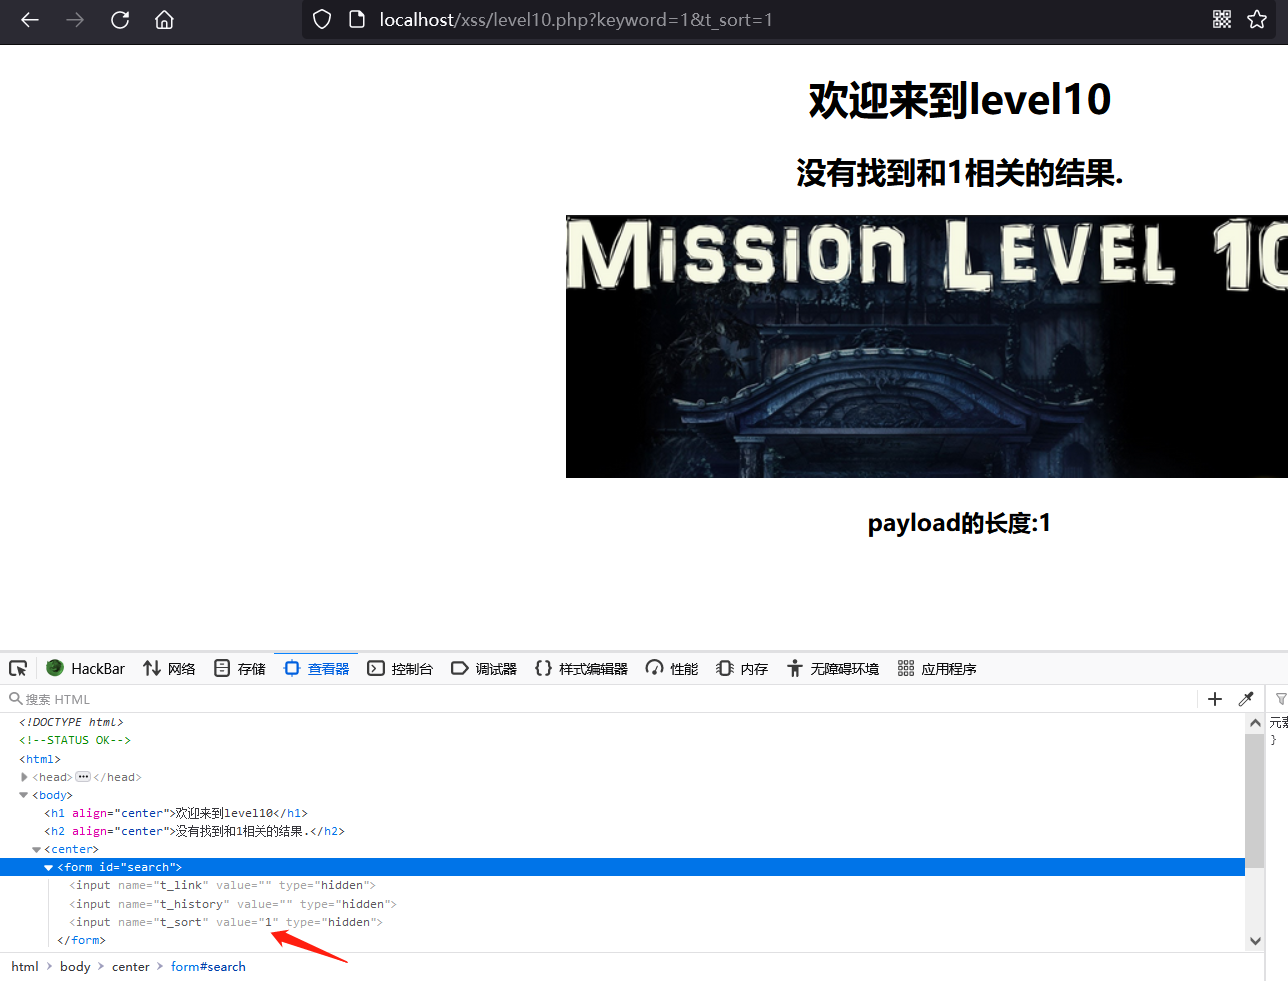 localhost/xss/level10.php?keyword=1&t_sort=1
欢迎来到level10
没有找到和1相关的结果.
MISSION LEVEL 10
payload的长度:1
HackBar 网络 存储 查看器 控制台 调试器 样式编辑器 性能 内存 无障碍环境 应用程序
搜索 HTML
<!DOCTYPE html>
<!--STATUS OK-->
<html>
<head>···</head>
<body>
<h1 align="center">欢迎来到level10</h1>
<h2 align="center">没有找到和1相关的结果.</h2>
<center>
<form id="search">
<input name="t_link" value="" type="hidden">
<input name="t_history" value="" type="hidden">
<input name="t_sort" value="1" type="hidden">
</form>
html > body > center > form#search
}